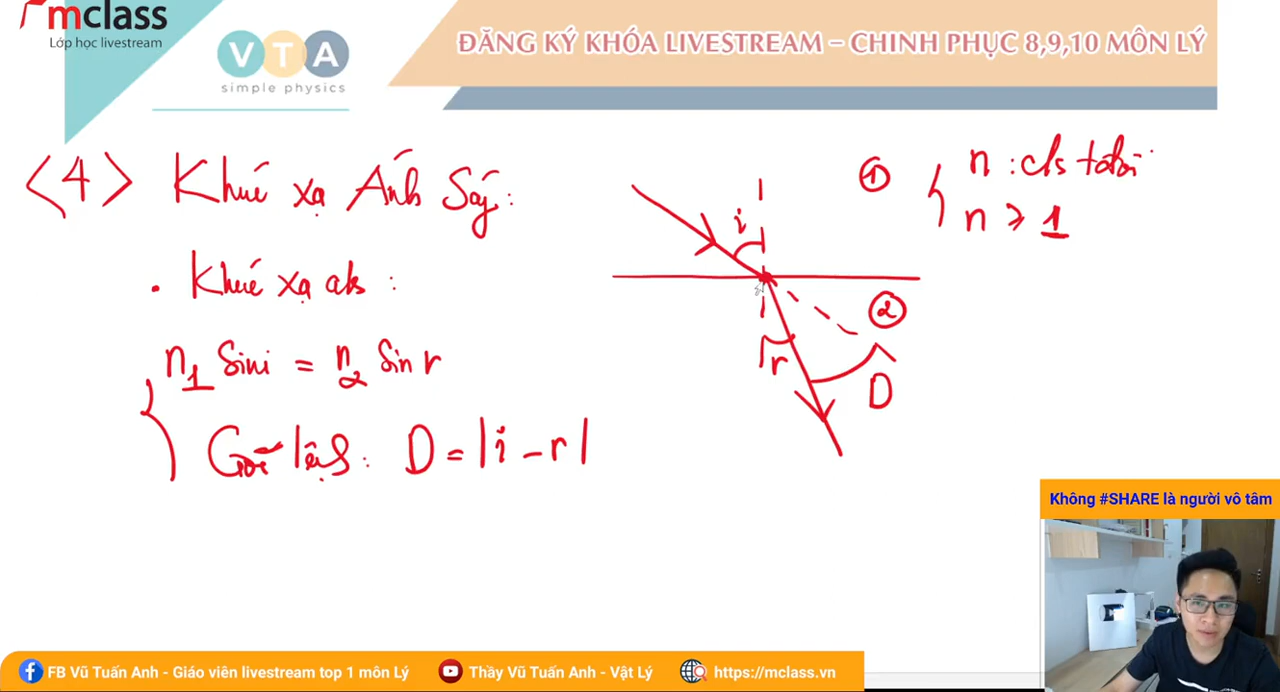 mclass
Lớp học livestream
VTA
simple physics
ĐĂNG KÝ KHÓA LIVESTREAM – CHINH PHỤC 8,9,10 MÔN LÝ
<4> Khúc xạ Ánh Sáng:
• Khúc xạ as:
n1 sini = n2 sin r
Góc lệch: D = |i - r|
i
r
D
①
②
n : cls tđối
n ≥ 1
Không #SHARE là người vô tâm
FB Vũ Tuấn Anh - Giáo viên livestream top 1 môn Lý
Thầy Vũ Tuấn Anh - Vật Lý
https://mclass.vn